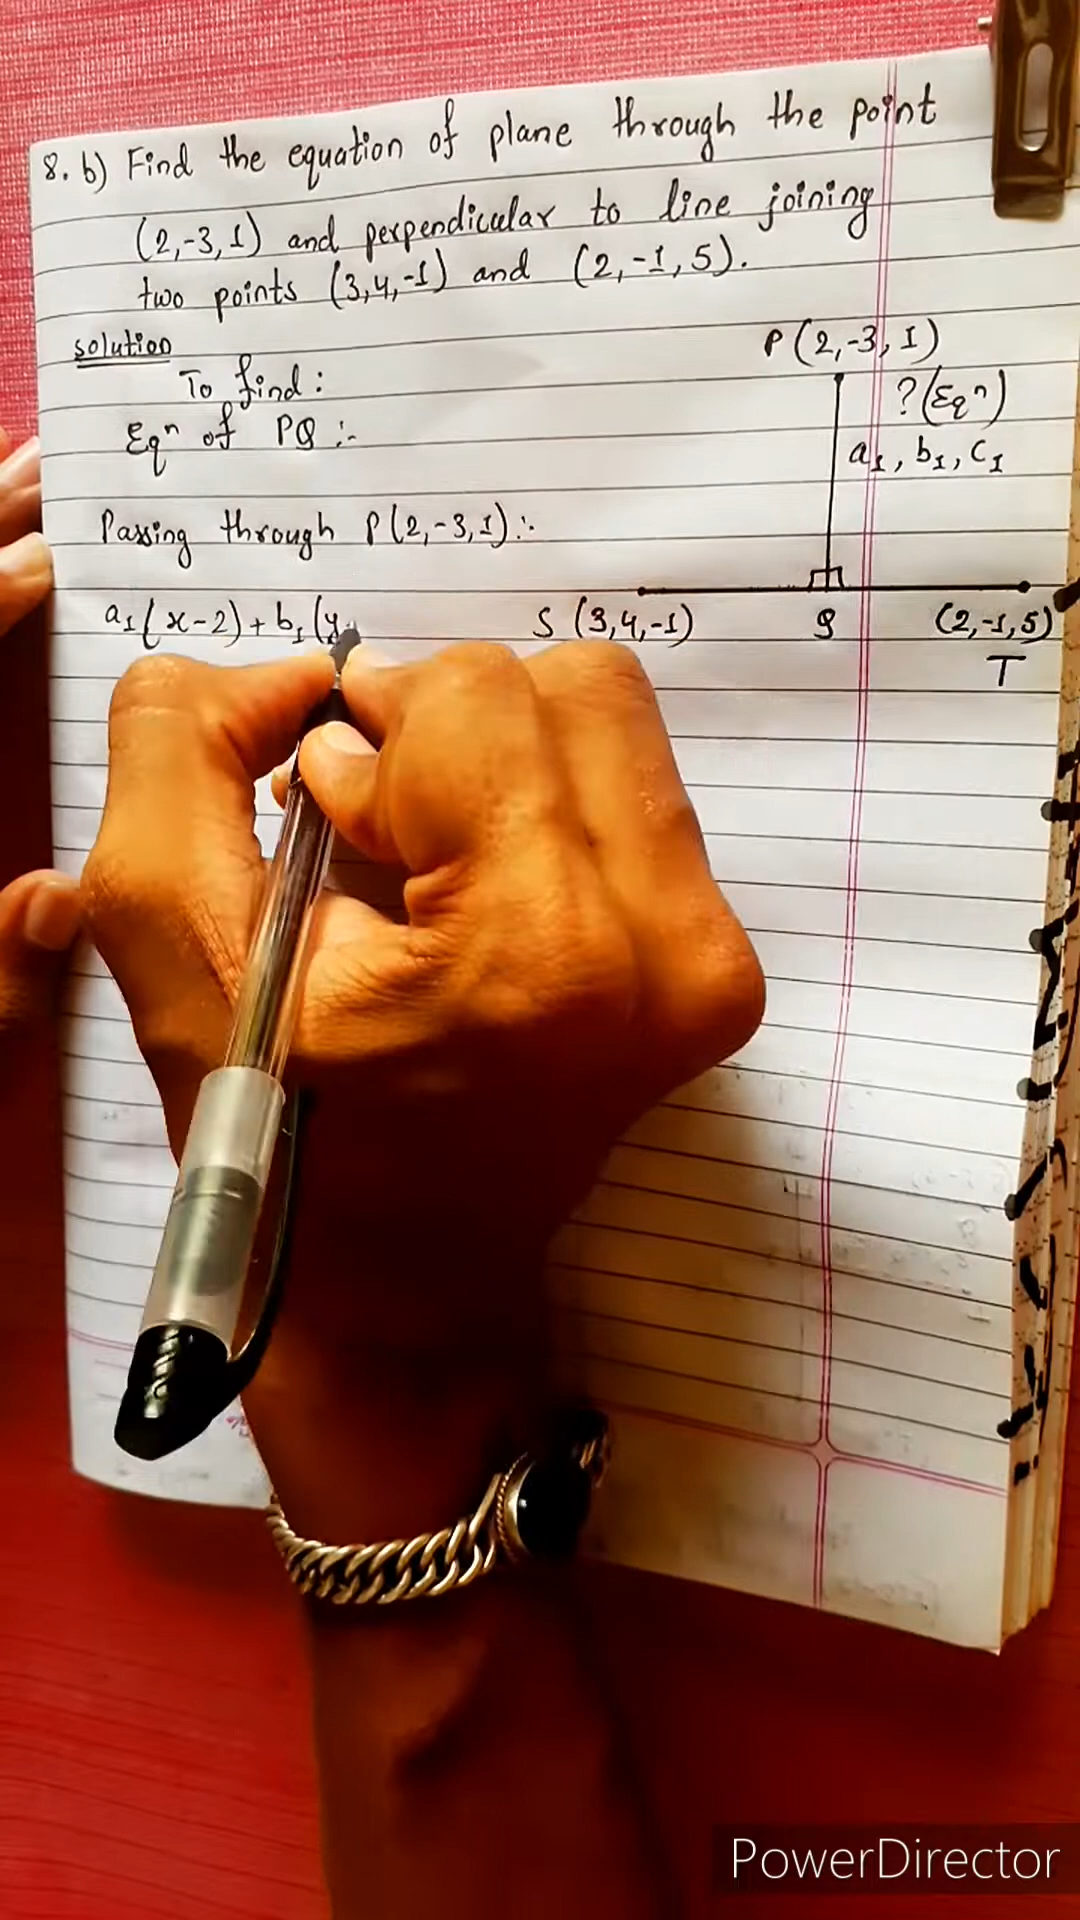 8. b) Find the equation of plane through the point
(2,-3,1) and perpendicular to line joining
two points (3,4,-1) and (2,-1,5).
solution
To find :
Eqⁿ of PQ :-
P(2,-3,1)
?(Eqⁿ)
a₁, b₁, c₁
Passing through P(2,-3,1) :-
a₁(x-2) + b₁(y
S (3,4,-1)
Q
(2,-1,5)
T
PowerDirector